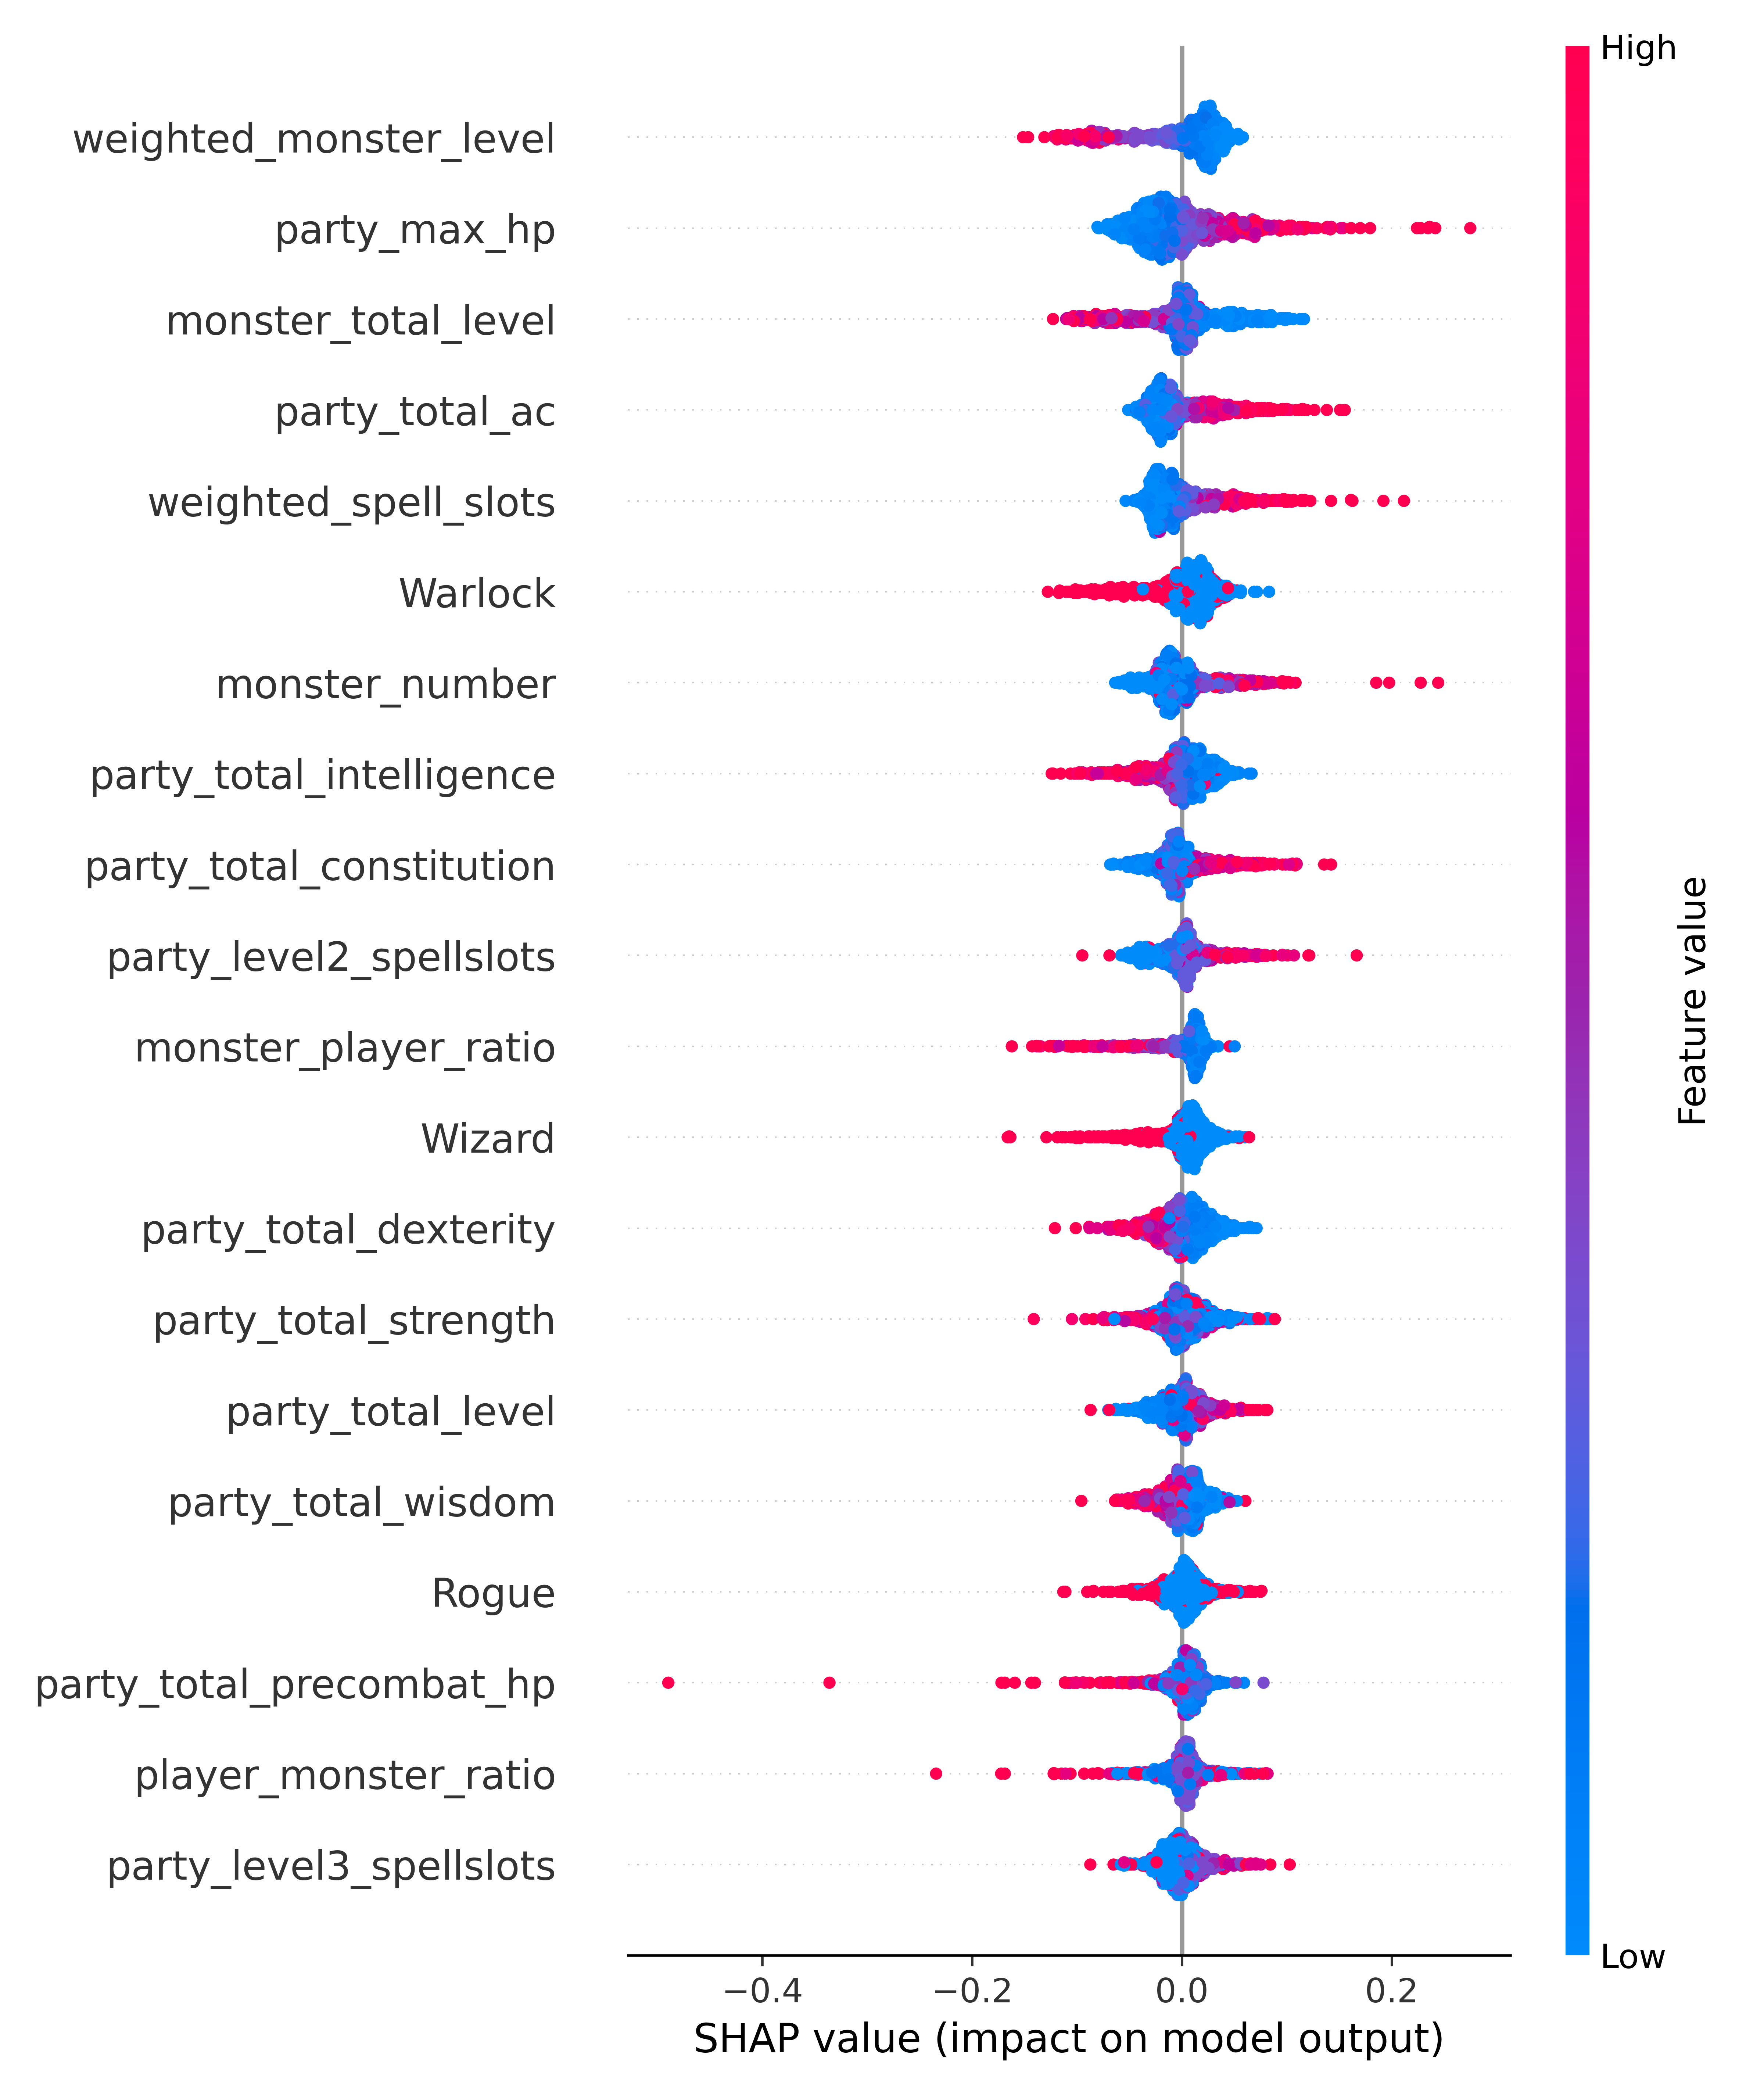 High
weighted_monster_level
party_max_hp
monster_total_level
party_total_ac
weighted_spell_slots
Warlock
monster_number
party_total_intelligence
party_total_constitution
party_level2_spellslots
monster_player_ratio
Wizard
party_total_dexterity
party_total_strength
party_total_level
party_total_wisdom
Rogue
party_total_precombat_hp
player_monster_ratio
party_level3_spellslots
Feature value
Low
−0.4 −0.2 0.0 0.2
SHAP value (impact on model output)